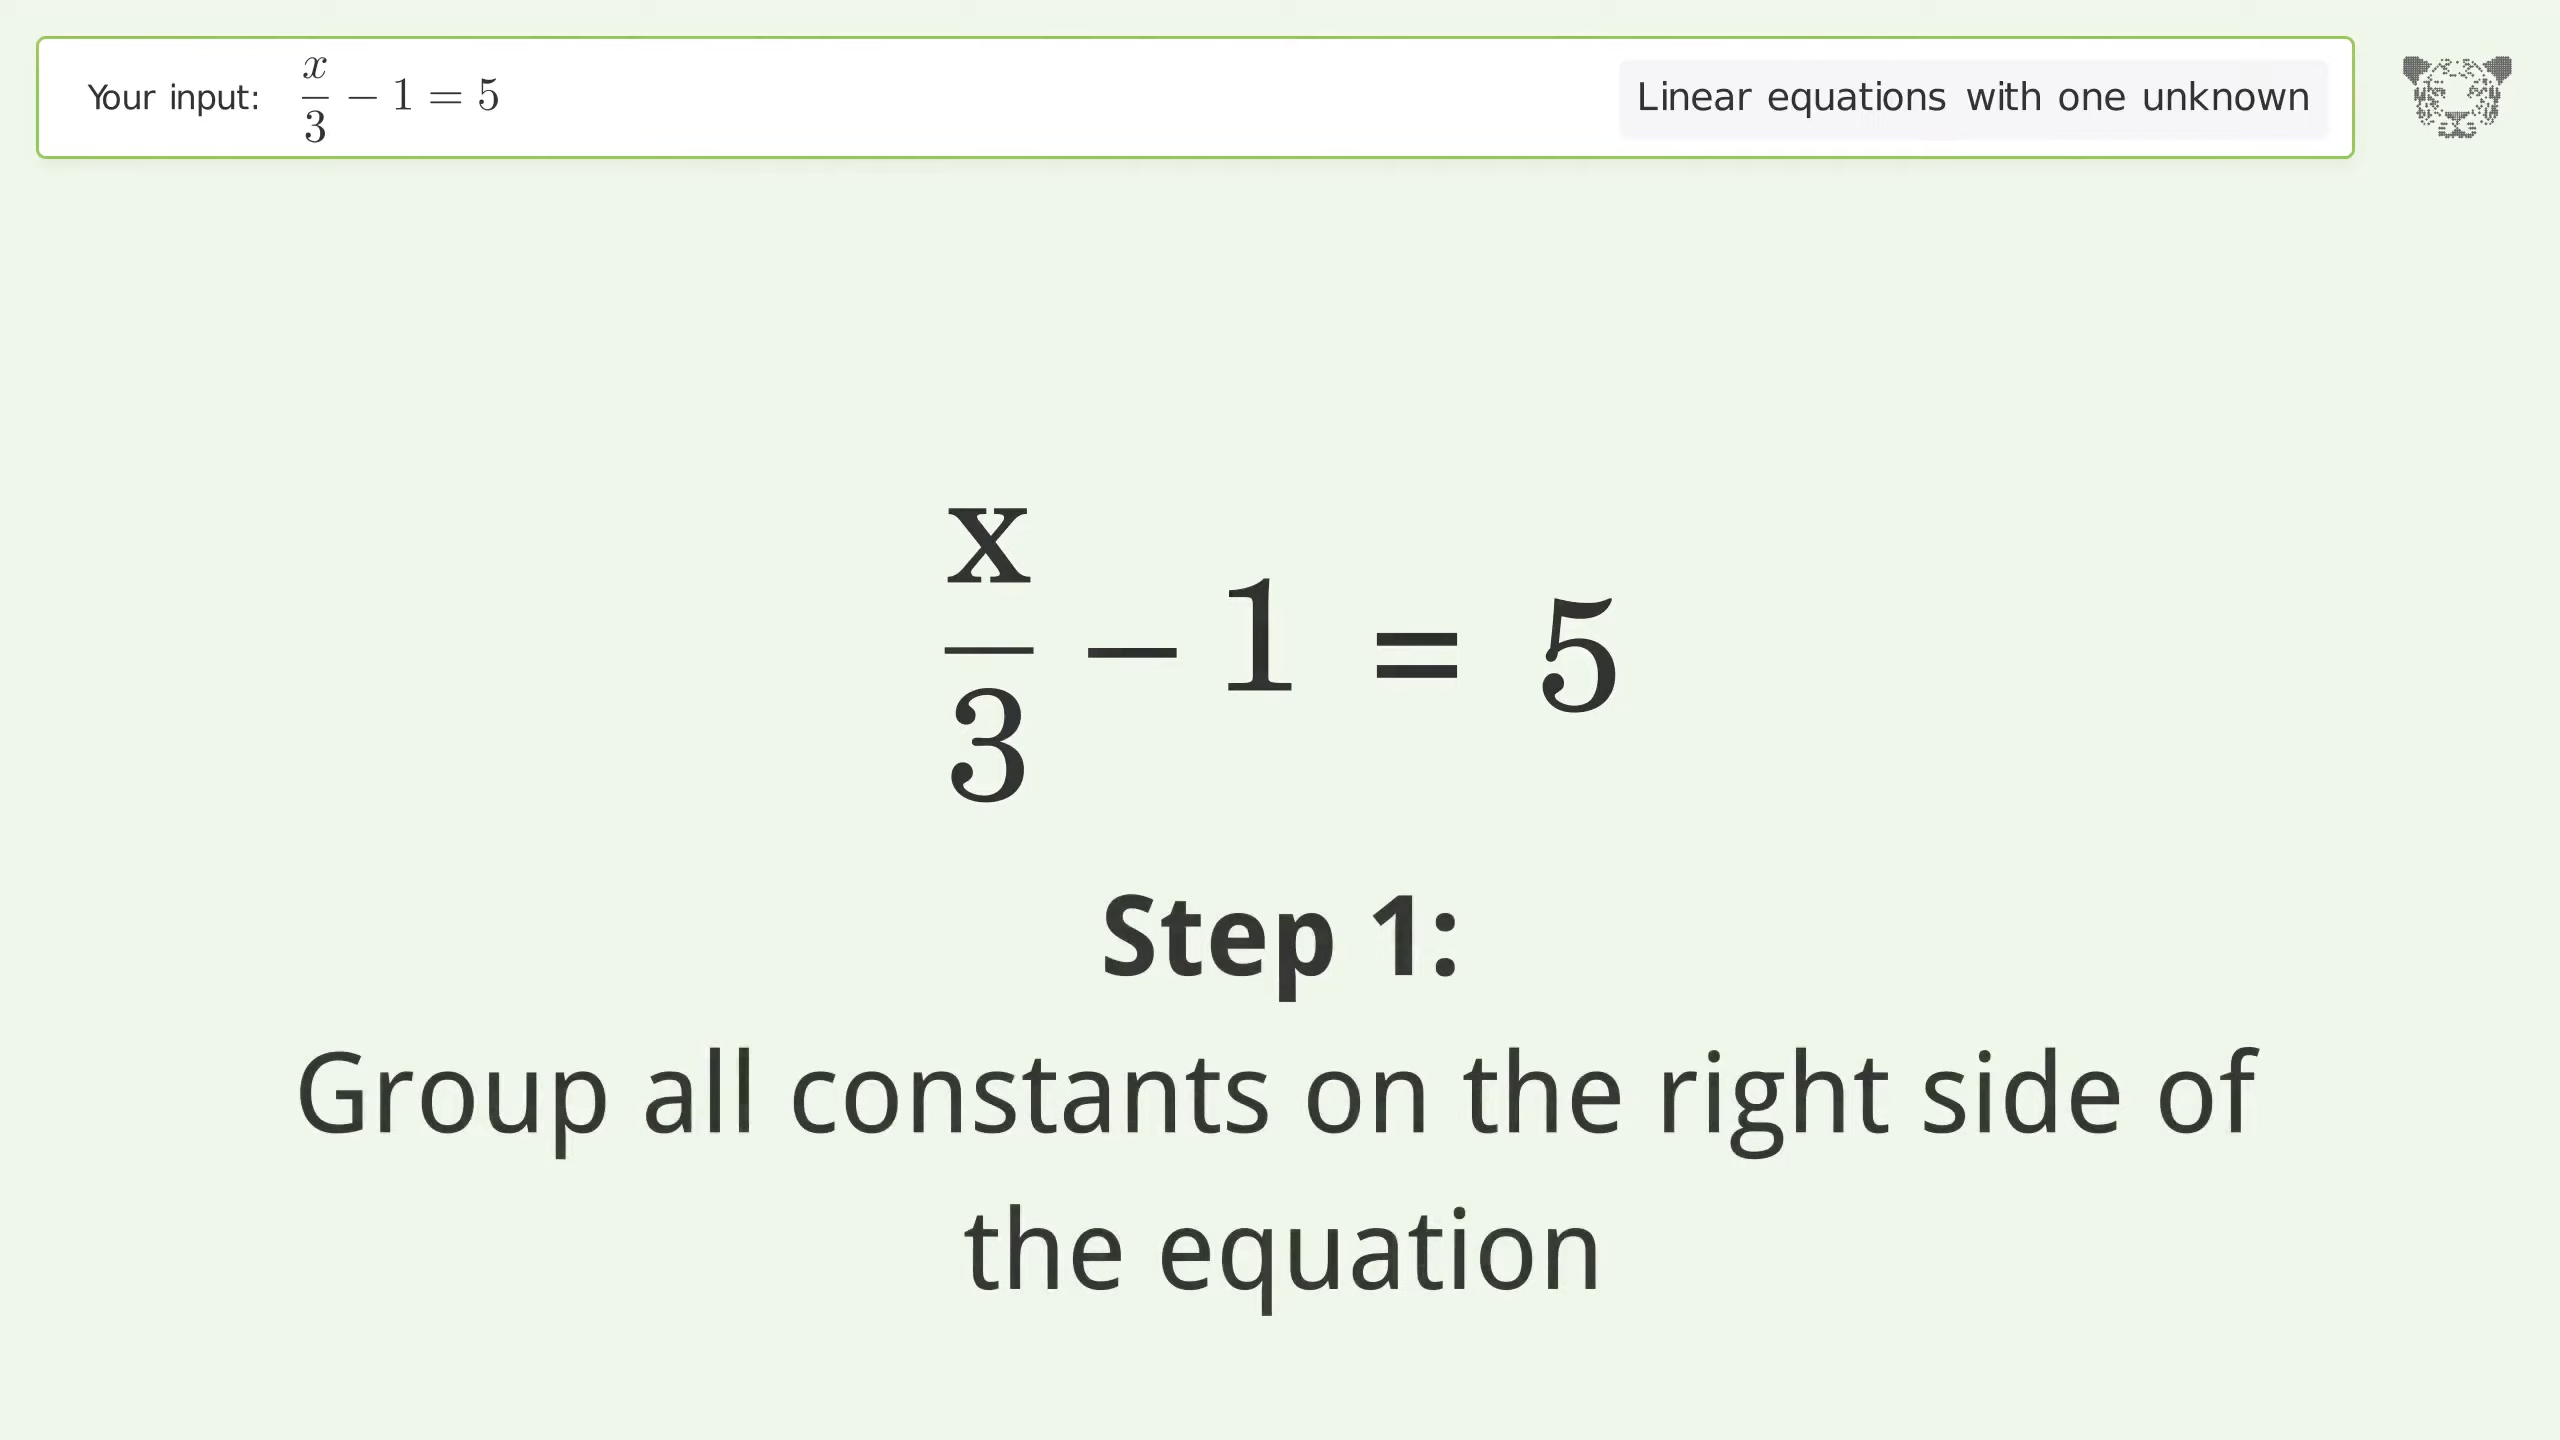 Your input: x/3 − 1 = 5
Linear equations with one unknown
x/3 − 1 = 5
Step 1:
Group all constants on the right side of
the equation